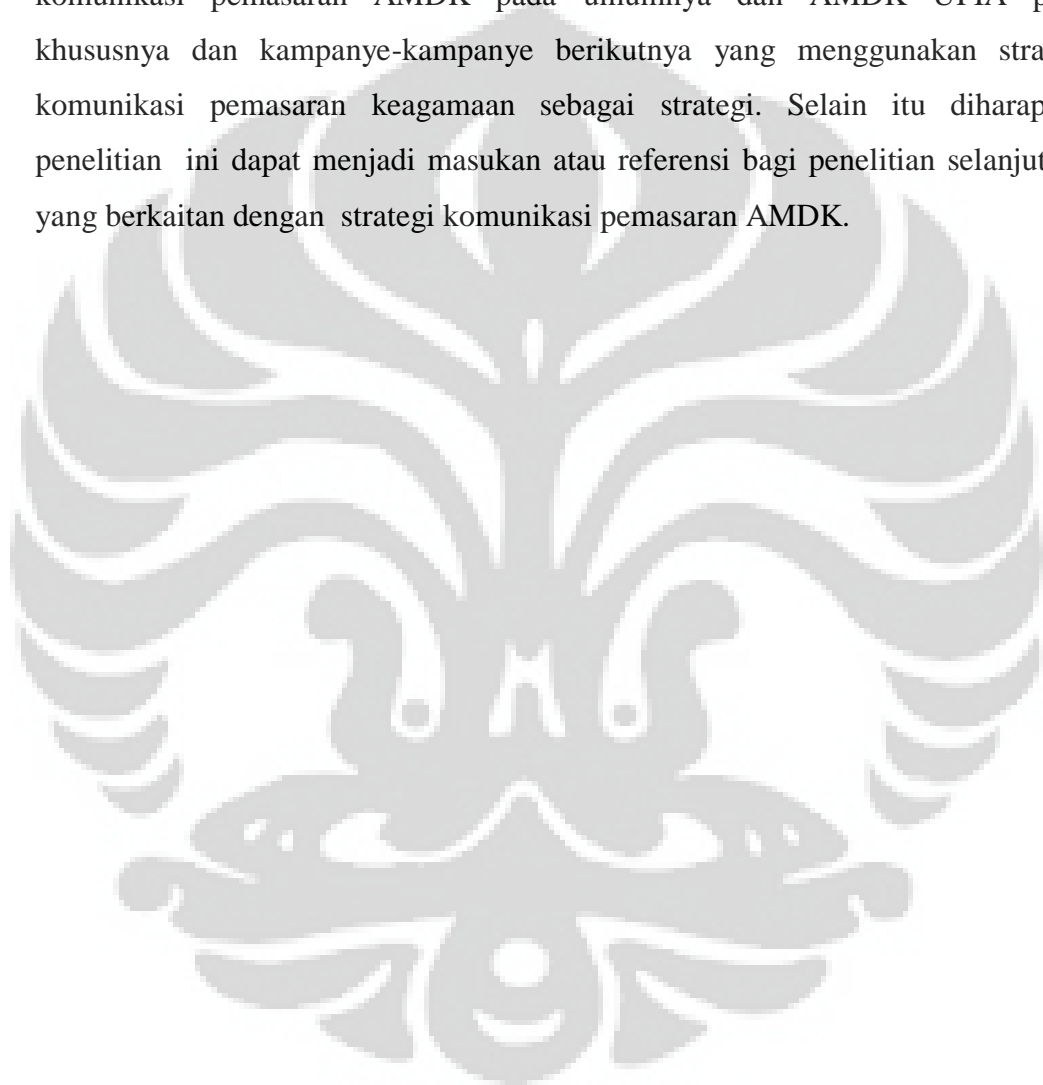 komunikasi pemasaran AMDK pada umumnya dan AMDK UFIA p
khususnya dan kampanye-kampanye berikutnya yang menggunakan stra
komunikasi pemasaran keagamaan sebagai strategi. Selain itu diharap
penelitian ini dapat menjadi masukan atau referensi bagi penelitian selanjut
yang berkaitan dengan strategi komunikasi pemasaran AMDK.